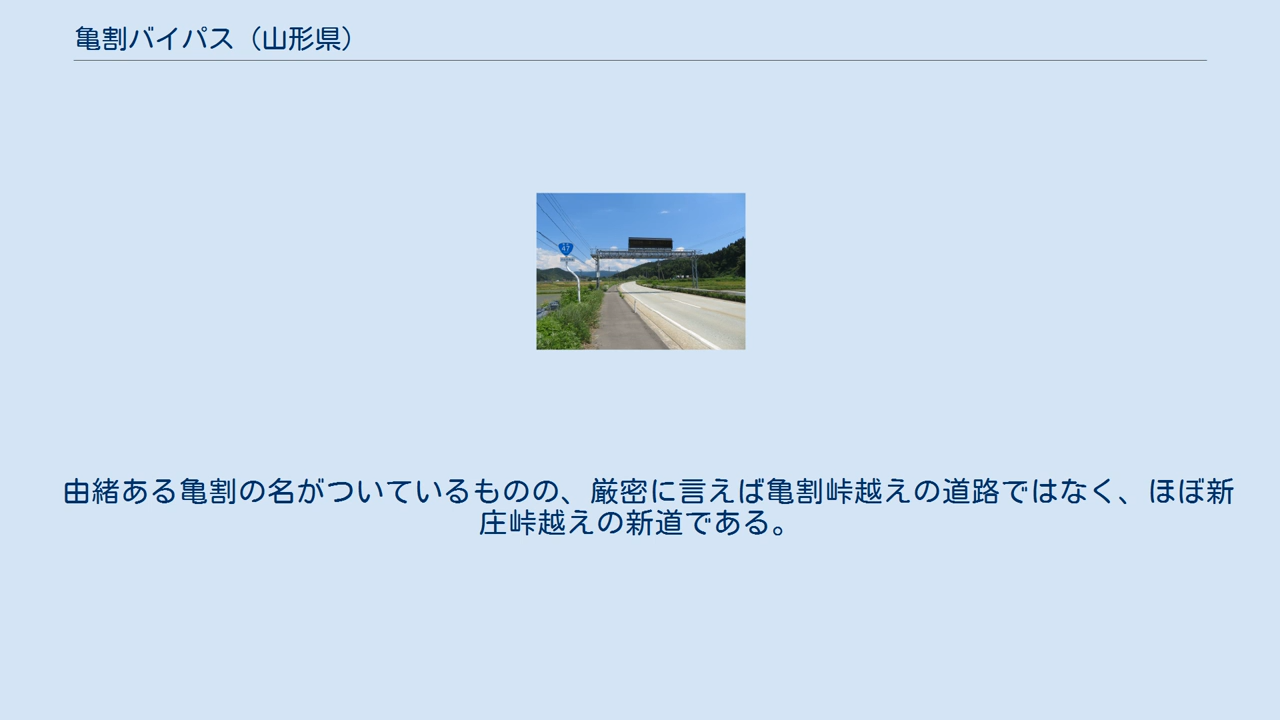 亀割バイパス（山形県）
47
由緒ある亀割の名がついているものの、厳密に言えば亀割峠越えの道路ではなく、ほぼ新
庄峠越えの新道である。